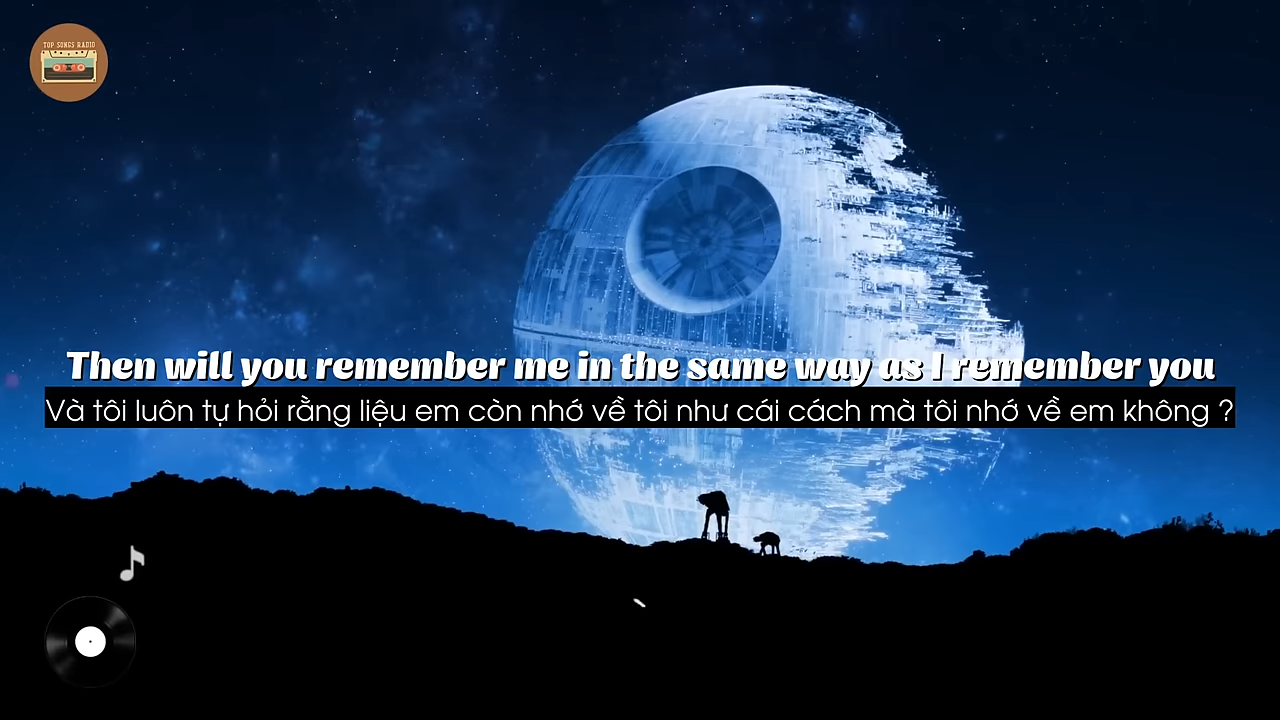 TOP SONGS RADIO
Then will you remember me in the same way as I remember you
Và tôi luôn tự hỏi rằng liệu em còn nhớ về tôi như cái cách mà tôi nhớ về em không ?